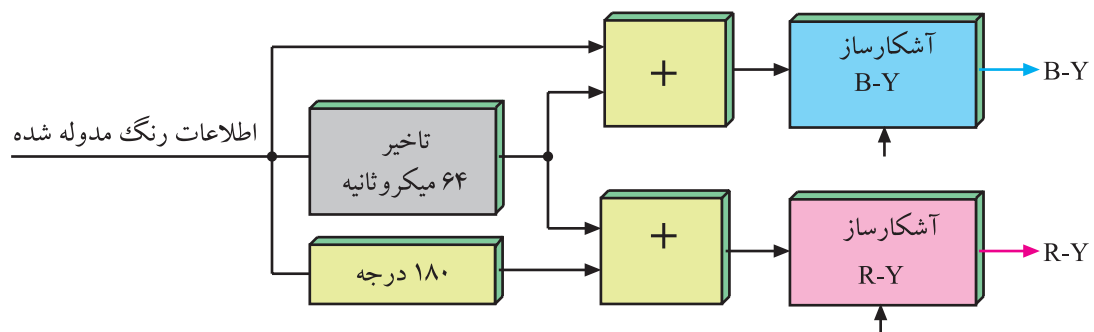 اطلاعات رنگ مدوله شده
تاخیر
۶۴ میکروثانیه
۱۸۰ درجه
+
+
آشکارساز
B-Y
B-Y
آشکارساز
R-Y
R-Y